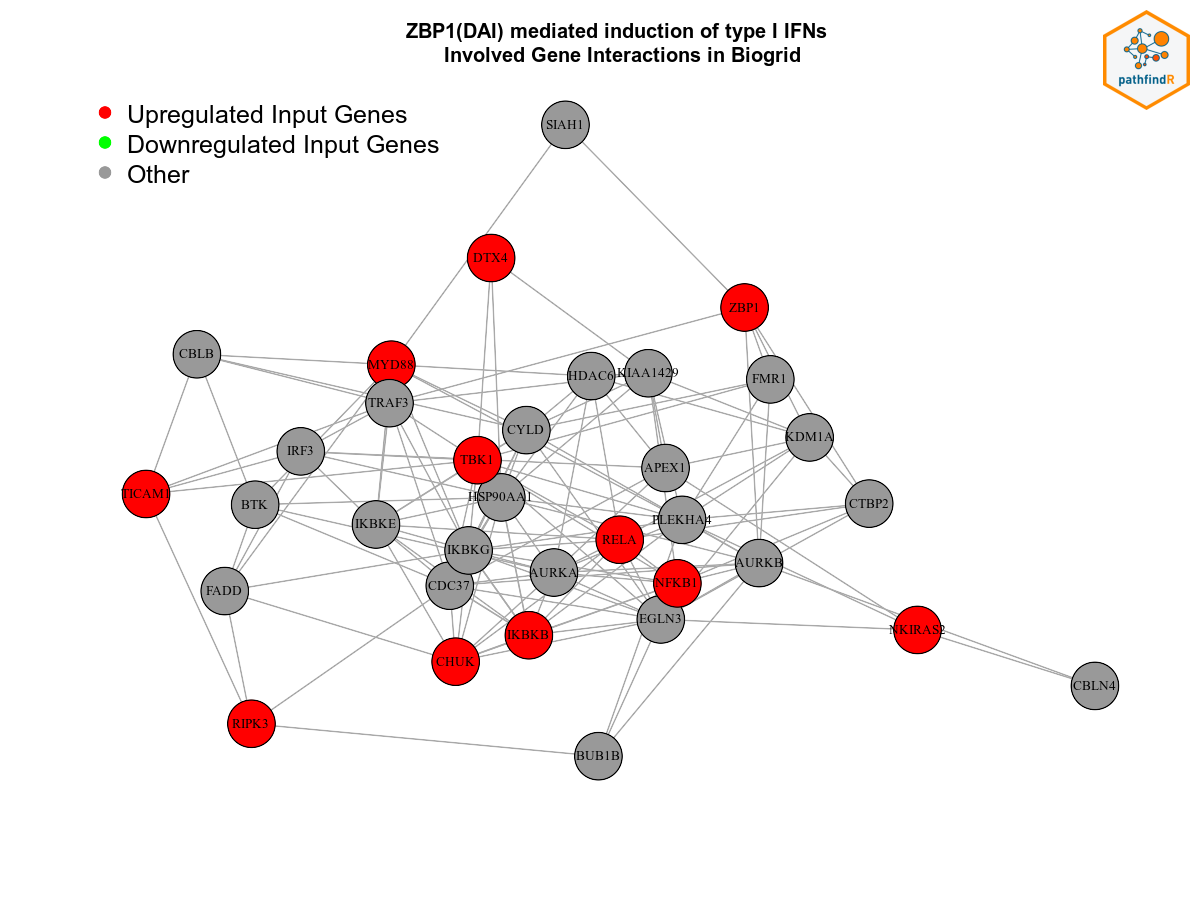 ZBP1(DAI) mediated induction of type I IFNs
Involved Gene Interactions in Biogrid
pathfindR
Upregulated Input Genes
Downregulated Input Genes
Other
SIAH1
DTX4
ZBP1
CBLB
MYD88
HDAC6
KIAA1429
FMR1
TRAF3
CYLD
KDM1A
IRF3
TBK1
APEX1
TICAM1
BTK
HSP90AA1
CTBP2
IKBKE
PLEKHA4
RELA
IKBKG
AURKA
AURKB
FADD
CDC37
NFKB1
EGLN3
IKBKB
NKIRAS2
CHUK
CBLN4
RIPK3
BUB1B